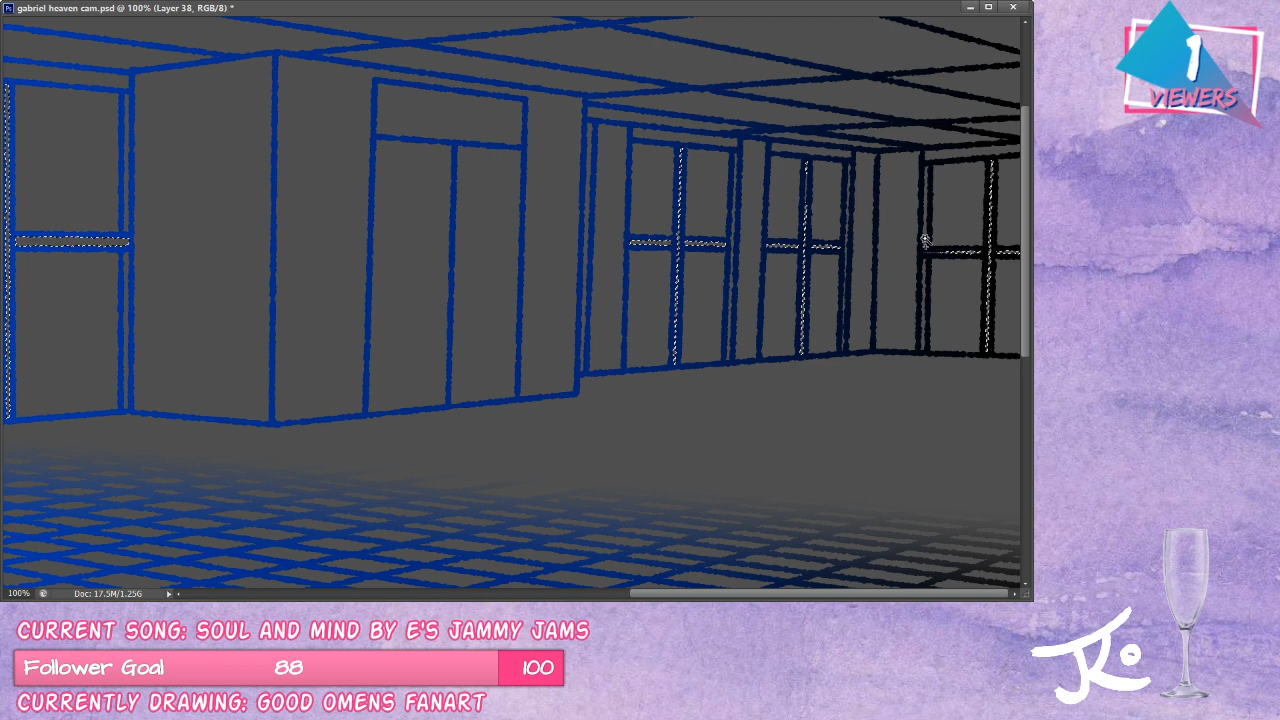 gabriel heaven cam.psd @ 100% (Layer 38, RGB/8) *
1
VIEWERS
100%
Doc: 17.5M/1.25G
CURRENT SONG: SOUL AND MIND BY E'S JAMMY JAMS
Follower Goal 88 100
CURRENTLY DRAWING: GOOD OMENS FANART